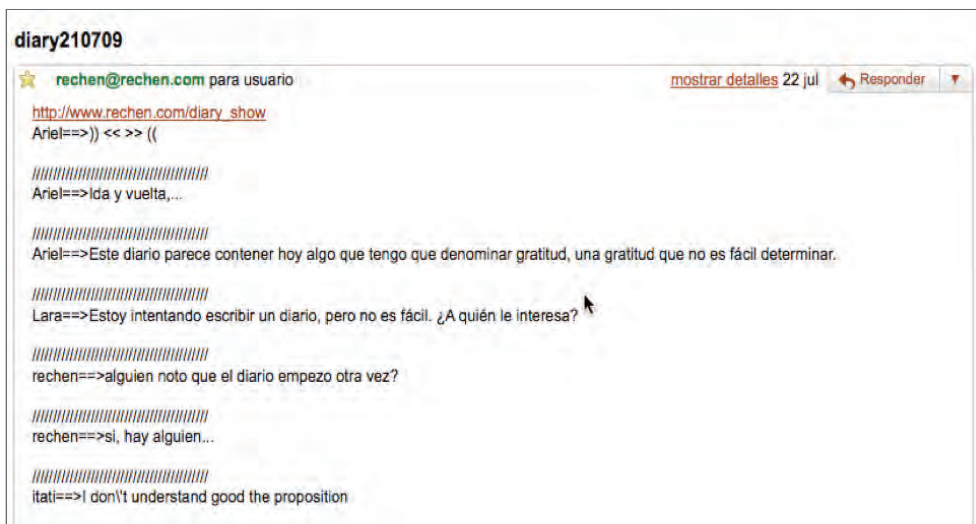 diary210709
rechen@rechen.com para usuario mostrar detalles 22 jul Responder
http://www.rechen.com/diary_show
Ariel==>)) << >> ((
//////////////////////////////////////////
Ariel==>Ida y vuelta,...
//////////////////////////////////////////
Ariel==>Este diario parece contener hoy algo que tengo que denominar gratitud, una gratitud que no es fácil determinar.
//////////////////////////////////////////
Lara==>Estoy intentando escribir un diario, pero no es fácil. ¿A quién le interesa?
//////////////////////////////////////////
rechen==>alguien noto que el diario empezo otra vez?
//////////////////////////////////////////
rechen==>si, hay alguien...
//////////////////////////////////////////
itati==>I don\'t understand good the proposition